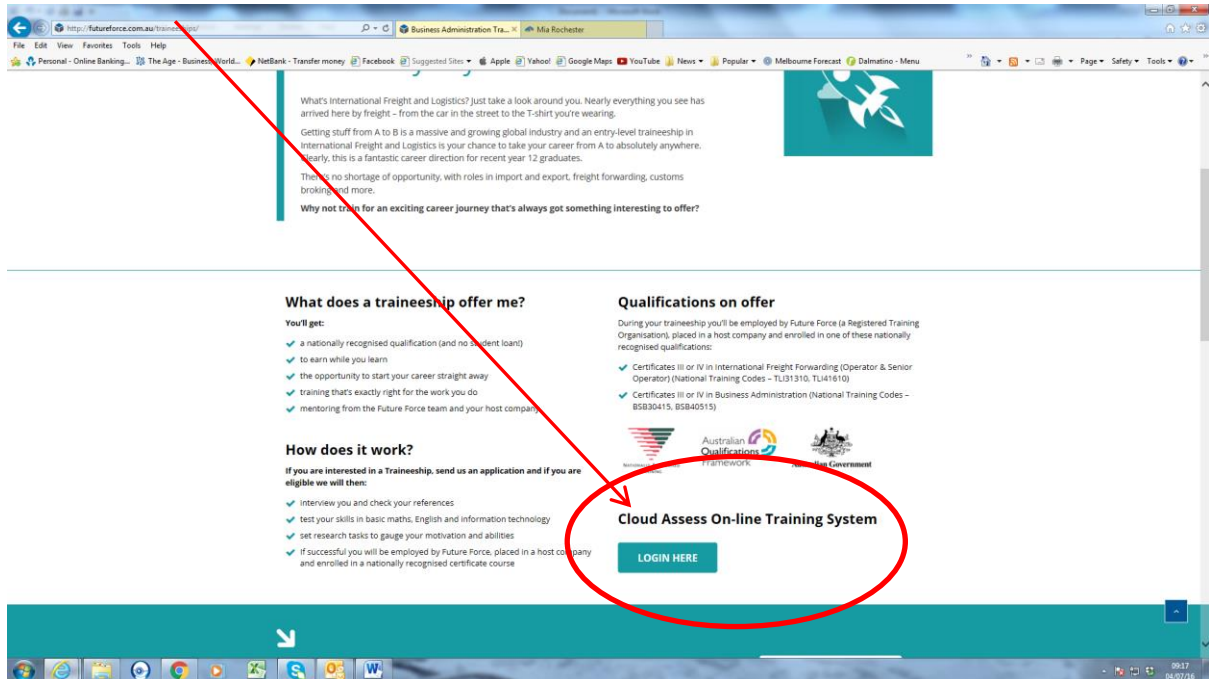 http://futureforce.com.au/traineeships/
Business Administration Tra...
Mia Rochester
File Edit View Favorites Tools Help
Personal - Online Banking... The Age - Business, World... NetBank - Transfer money Facebook Suggested Sites Apple Yahoo! Google Maps YouTube News Popular Melbourne Forecast Dalmatino - Menu Page Safety Tools
What's International Freight and Logistics? Just take a look around you. Nearly everything you see has
arrived here by freight – from the car in the street to the T-shirt you're wearing.
Getting stuff from A to B is a massive and growing global industry and an entry-level traineeship in
International Freight and Logistics is your chance to take your career from A to absolutely anywhere.
Clearly, this is a fantastic career direction for recent year 12 graduates.
There's no shortage of opportunity, with roles in import and export, freight forwarding, customs
broking and more.
Why not train for an exciting career journey that's always got something interesting to offer?
What does a traineeship offer me?
You'll get:
a nationally recognised qualification (and no student loan!)
to earn while you learn
the opportunity to start your career straight away
training that's exactly right for the work you do
mentoring from the Future Force team and your host company
How does it work?
If you are interested in a Traineeship, send us an application and if you are
eligible we will then:
interview you and check your references
test your skills in basic maths, English and information technology
set research tasks to gauge your motivation and abilities
If successful you will be employed by Future Force, placed in a host company
and enrolled in a nationally recognised certificate course
Qualifications on offer
During your traineeship you'll be employed by Future Force (a Registered Training
Organisation), placed in a host company and enrolled in one of these nationally
recognised qualifications:
Certificates III or IV in International Freight Forwarding (Operator & Senior
Operator) (National Training Codes – TLI31310, TLI41610)
Certificates III or IV in Business Administration (National Training Codes –
BSB30415, BSB40515)
Australian
Qualifications
Framework
Australian Government
Cloud Assess On-line Training System
LOGIN HERE
09:17
04/07/16